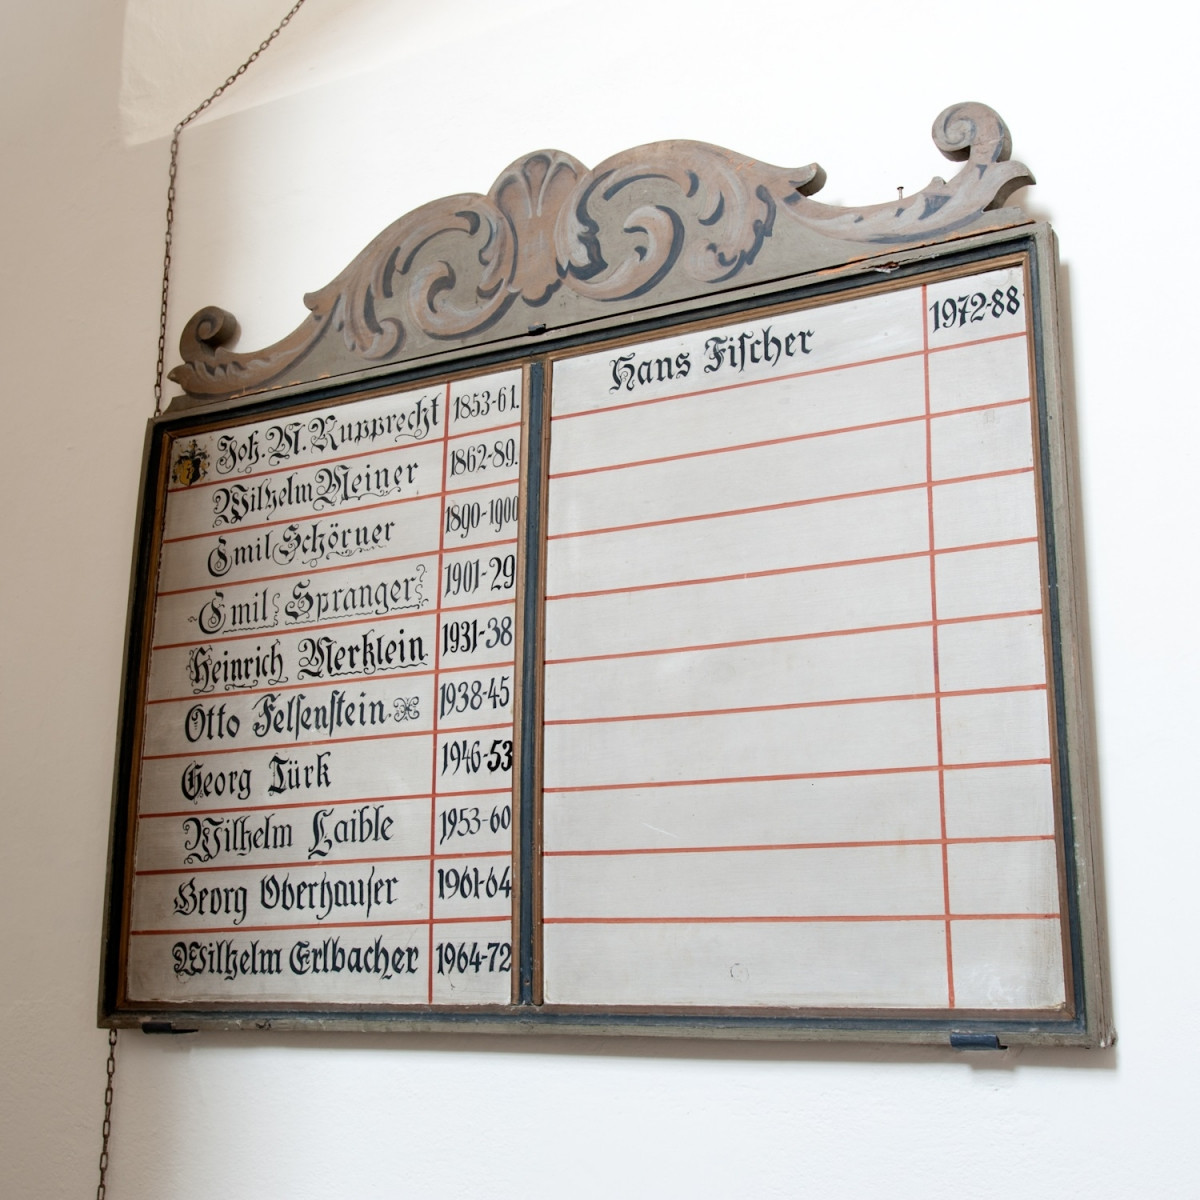 Joh. M. Rupprecht 1853-61.
Wilhelm Meiner 1862-89.
Emil Schörner 1890-1900
Emil Spranger 1901-29
Heinrich Merklein 1931-38
Otto Felsenstein 1938-45
Georg Türk 1946-53
Wilhelm Laible 1953-60
Georg Oberhauser 1961-64
Wilhelm Erlbacher 1964-72
Hans Fischer 1972-88